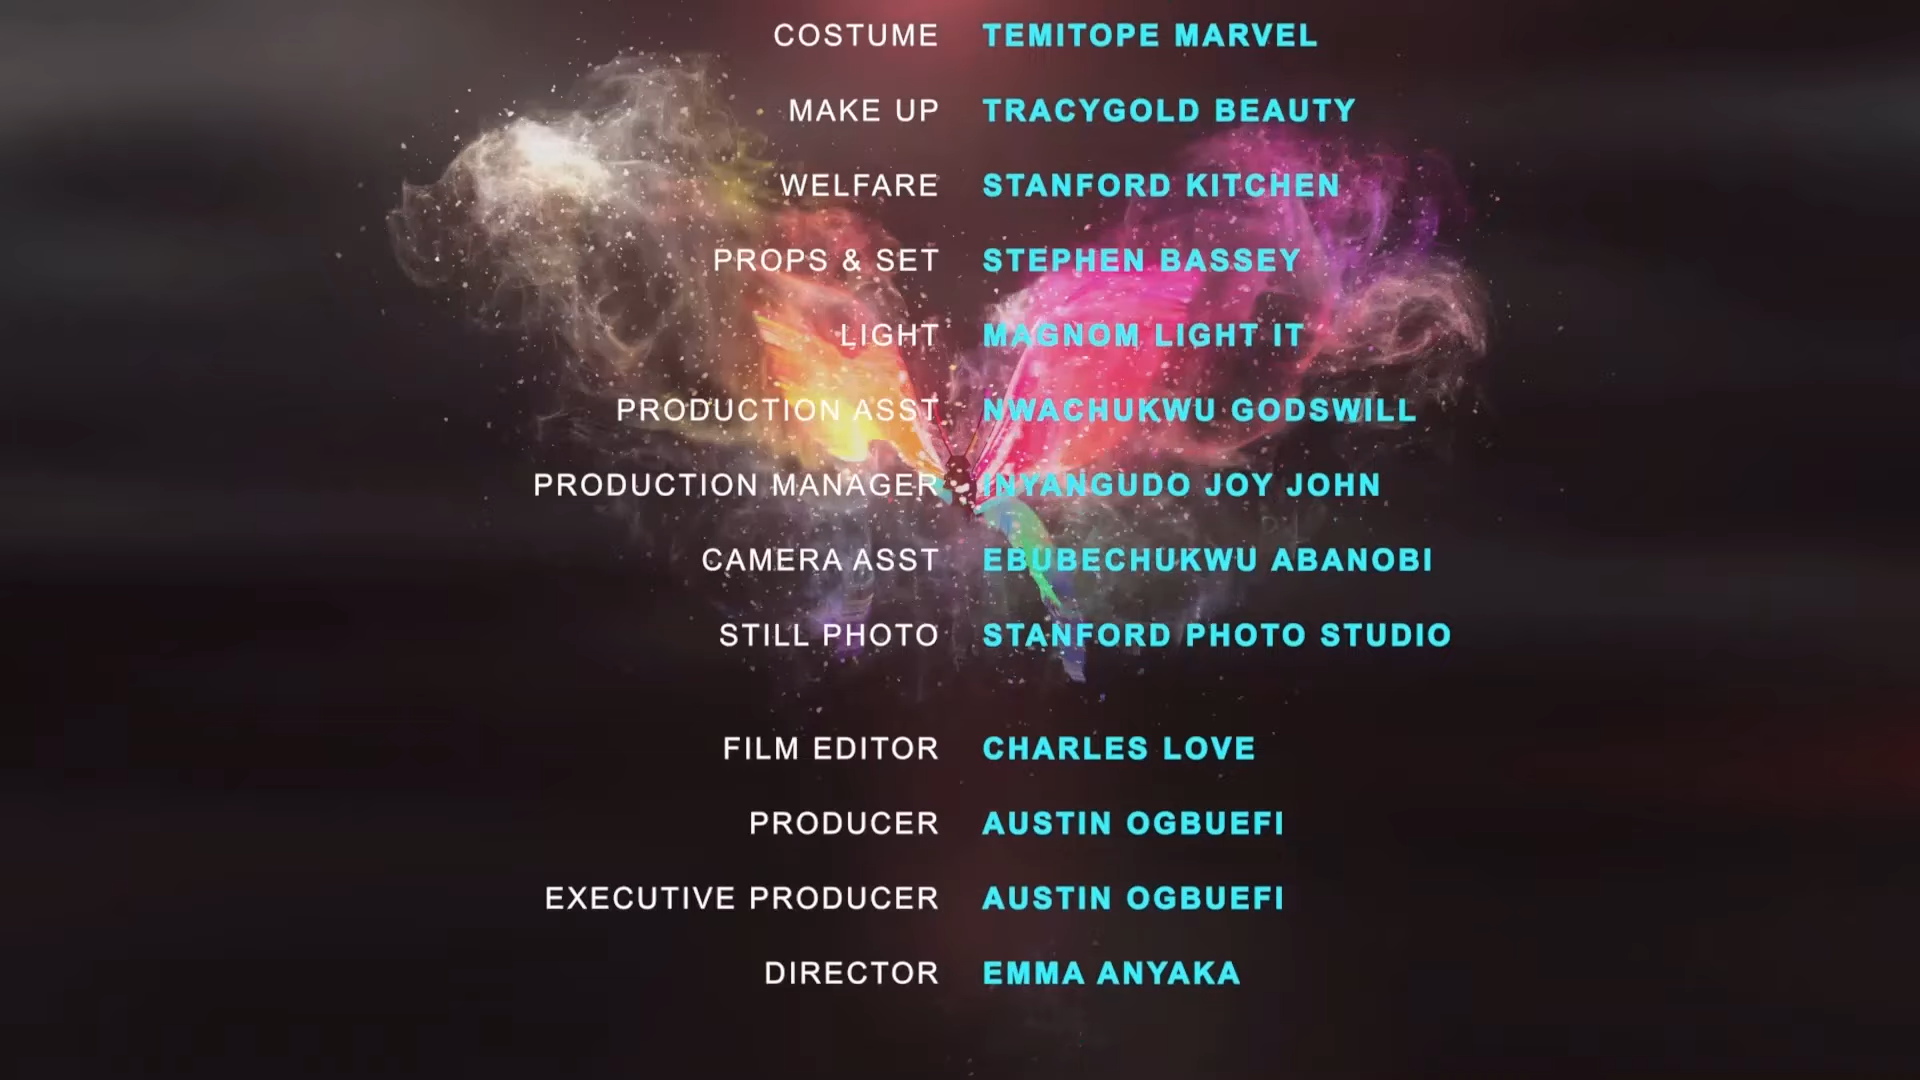 COSTUME TEMITOPE MARVEL
MAKE UP TRACYGOLD BEAUTY
WELFARE STANFORD KITCHEN
PROPS & SET STEPHEN BASSEY
LIGHT MAGNOM LIGHT IT
PRODUCTION ASST NWACHUKWU GODSWILL
PRODUCTION MANAGER INYANGUDO JOY JOHN
CAMERA ASST EBUBECHUKWU ABANOBI
STILL PHOTO STANFORD PHOTO STUDIO
FILM EDITOR CHARLES LOVE
PRODUCER AUSTIN OGBUEFI
EXECUTIVE PRODUCER AUSTIN OGBUEFI
DIRECTOR EMMA ANYAKA